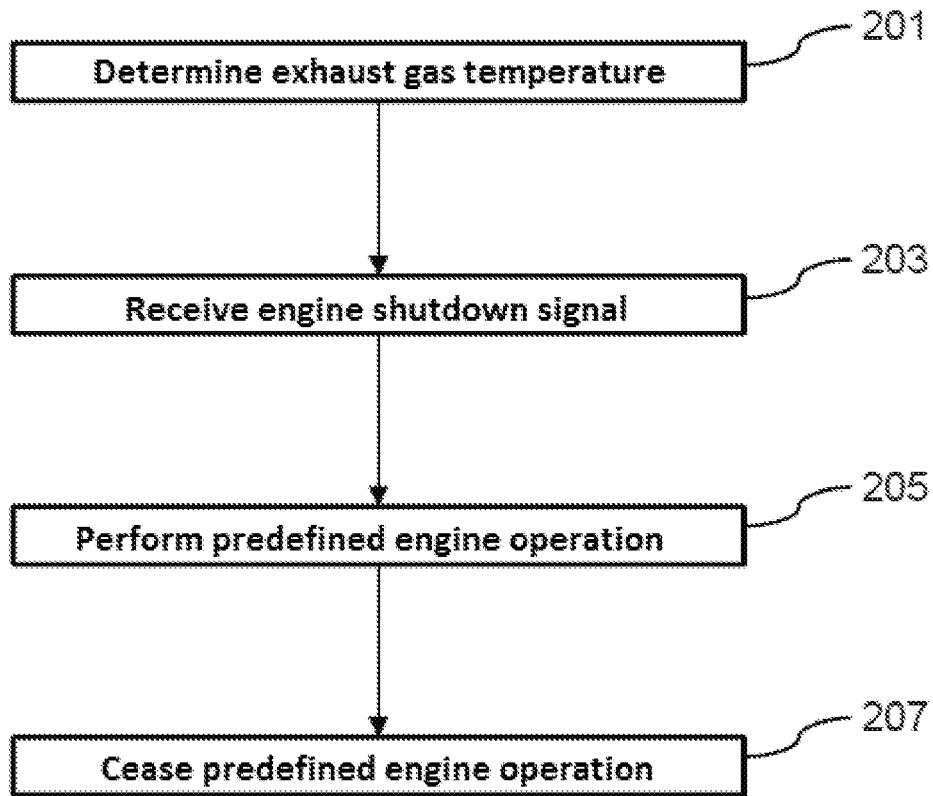 201
Determine exhaust gas temperature
203
Receive engine shutdown signal
205
Perform predefined engine operation
207
Cease predefined engine operation